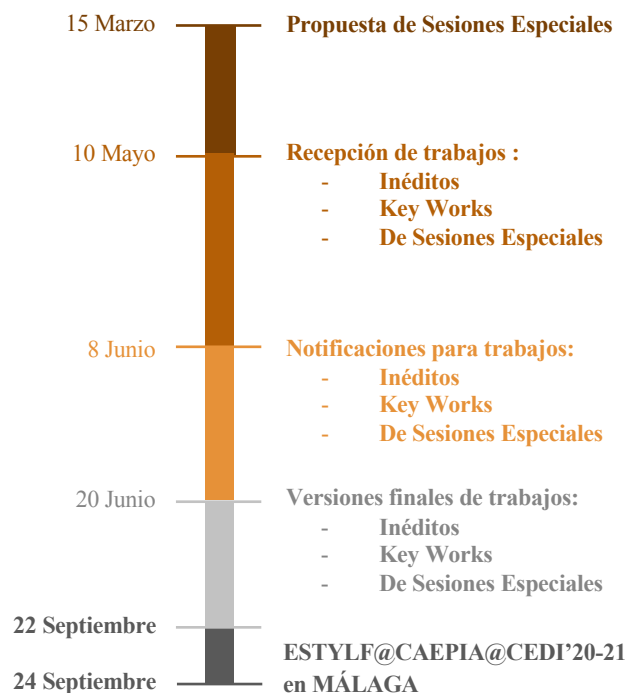 15 Marzo Propuesta de Sesiones Especiales
10 Mayo Recepción de trabajos :
- Inéditos
- Key Works
- De Sesiones Especiales
8 Junio Notificaciones para trabajos:
- Inéditos
- Key Works
- De Sesiones Especiales
20 Junio Versiones finales de trabajos:
- Inéditos
- Key Works
- De Sesiones Especiales
22 Septiembre
ESTYLF@CAEPIA@CEDI’20-21
24 Septiembre en MÁLAGA